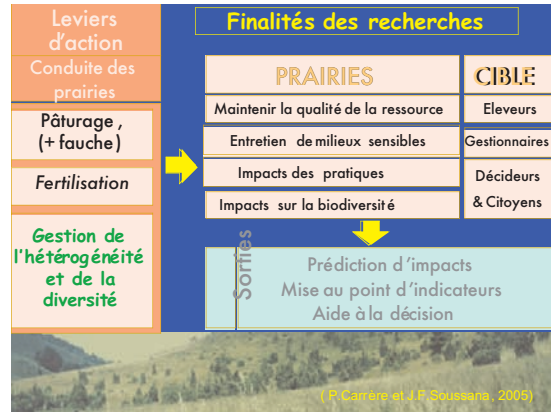 Leviers
d'action
Conduite des
prairies
Pâturage ,
(+ fauche)
Fertilisation
Gestion de
l'hétérogénéité
et de la
diversité
Finalités des recherches
PRAIRIES
CIBLE
Maintenir la qualité de la ressource
Eleveurs
Entretien de milieux sensibles
Gestionnaires
Impacts des pratiques
Décideurs
& Citoyens
Impacts sur la biodiversité
Sorties
Prédiction d'impacts
Mise au point d'indicateurs
Aide à la décision
( P.Carrère et J.F.Soussana, 2005)